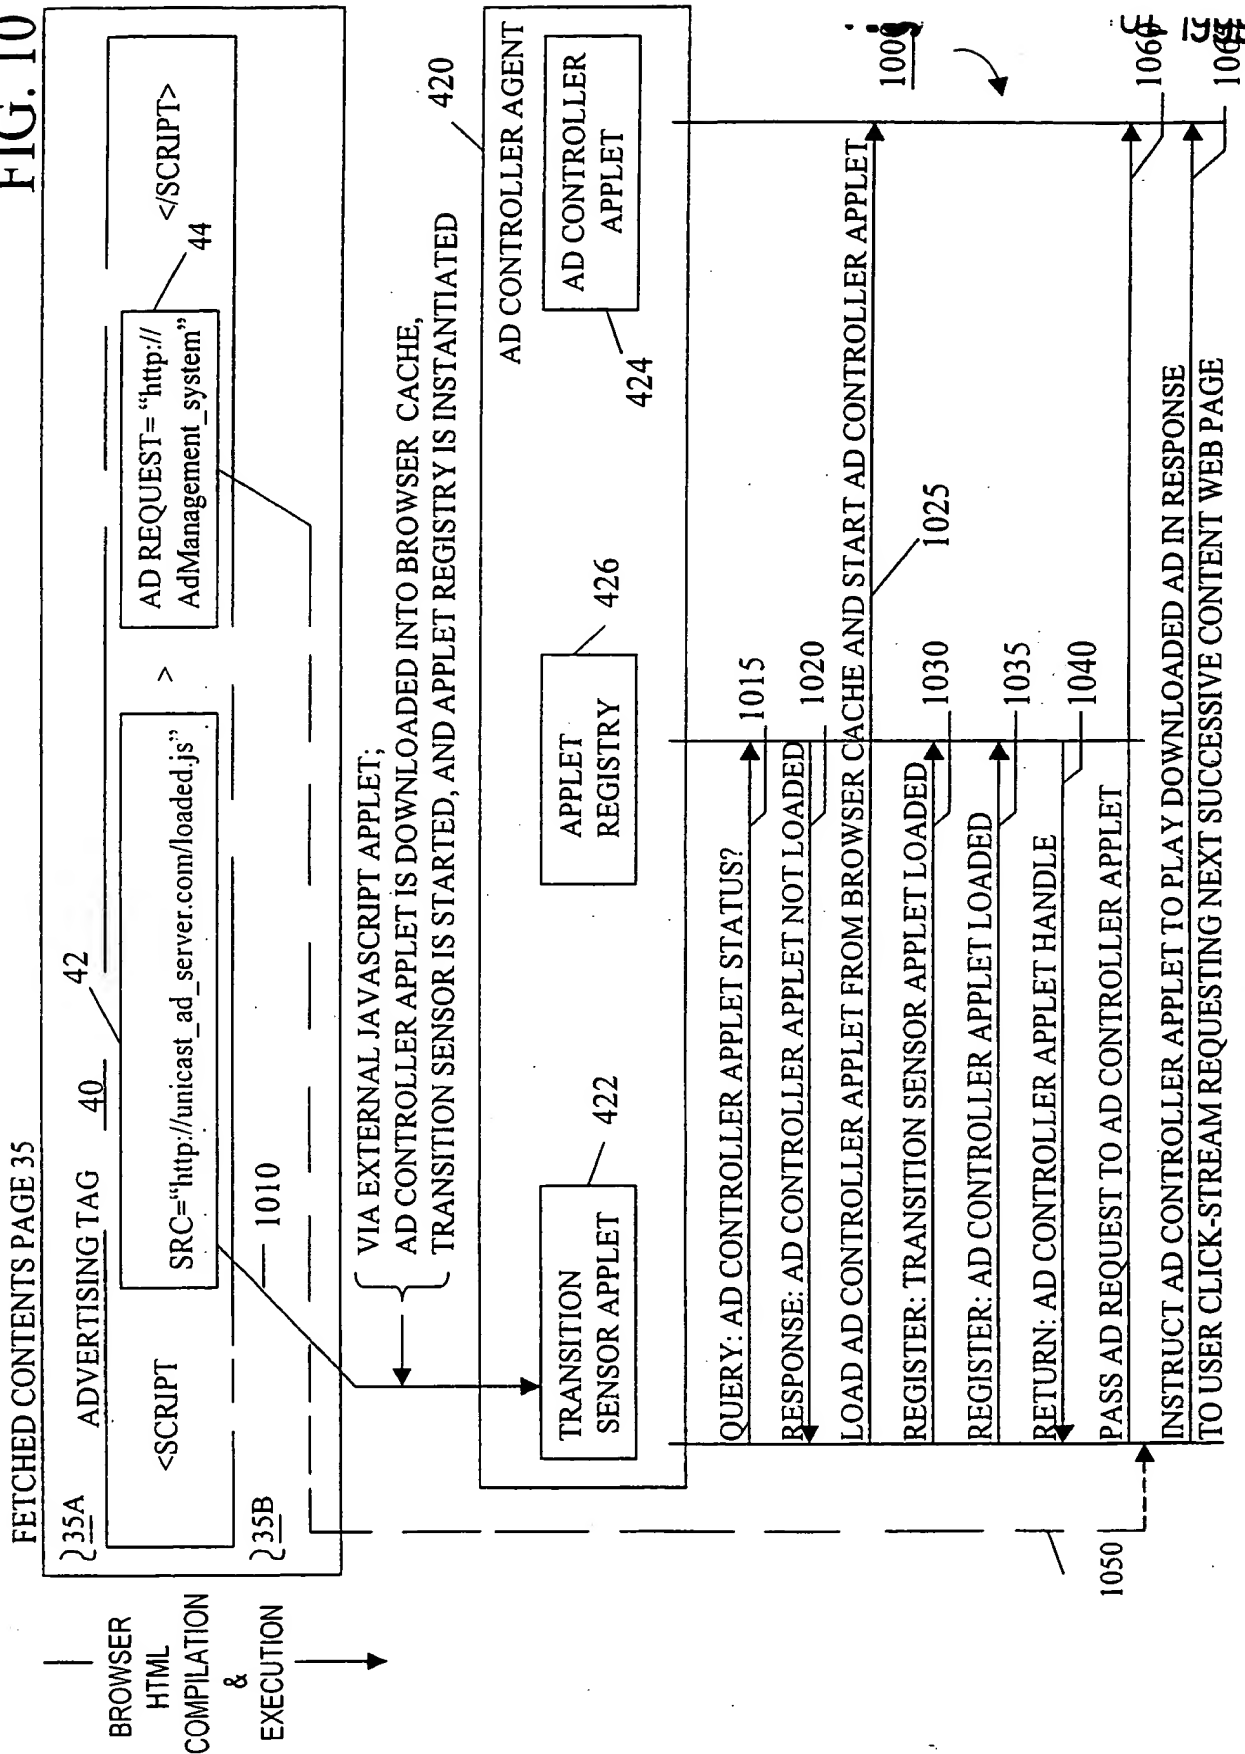 FIG. 10
FETCHED CONTENTS PAGE 35
35A
ADVERTISING TAG 40
42
<SCRIPT
SRC="http://unicast_ad_server.com/loaded.js"
>
AD REQUEST= "http://
AdManagement_system"
</SCRIPT>
44
35B
1010
BROWSER
HTML
COMPILATION
&
EXECUTION
VIA EXTERNAL JAVASCRIPT APPLET;
AD CONTROLLER APPLET IS DOWNLOADED INTO BROWSER CACHE,
TRANSITION SENSOR IS STARTED, AND APPLET REGISTRY IS INSTANTIATED
420
AD CONTROLLER AGENT
TRANSITION
SENSOR APPLET
422
APPLET
REGISTRY
426
AD CONTROLLER
APPLET
424
QUERY: AD CONTROLLER APPLET STATUS?
1015
RESPONSE: AD CONTROLLER APPLET NOT LOADED
1020
LOAD AD CONTROLLER APPLET FROM BROWSER CACHE AND START AD CONTROLLER APPLET
1025
1000
REGISTER: TRANSITION SENSOR APPLET LOADED
1030
REGISTER: AD CONTROLLER APPLET LOADED
1035
RETURN: AD CONTROLLER APPLET HANDLE
1040
PASS AD REQUEST TO AD CONTROLLER APPLET
1060
1050
INSTRUCT AD CONTROLLER APPLET TO PLAY DOWNLOADED AD IN RESPONSE
TO USER CLICK-STREAM REQUESTING NEXT SUCCESSIVE CONTENT WEB PAGE